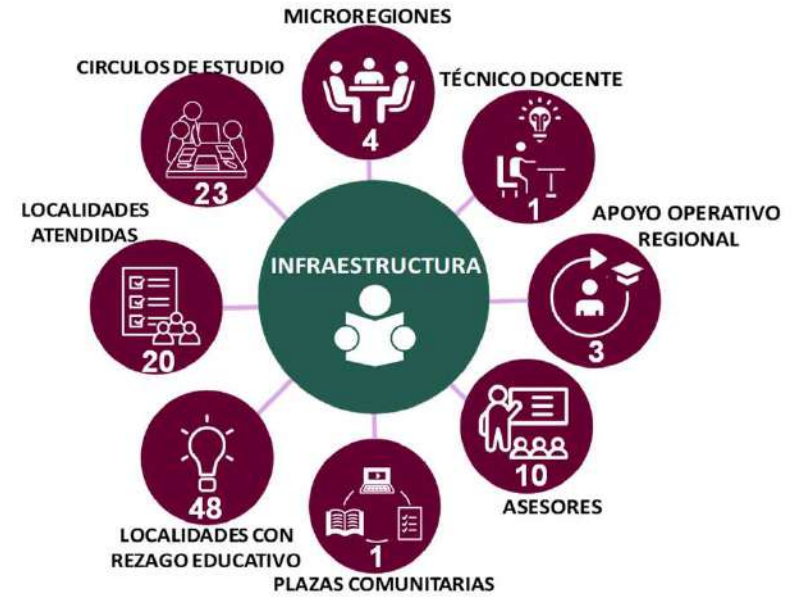 MICROREGIONES
4
TÉCNICO DOCENTE
1
APOYO OPERATIVO
REGIONAL
3
10
ASESORES
1
PLAZAS COMUNITARIAS
48
LOCALIDADES CON
REZAGO EDUCATIVO
LOCALIDADES
ATENDIDAS
20
CIRCULOS DE ESTUDIO
23
INFRAESTRUCTURA